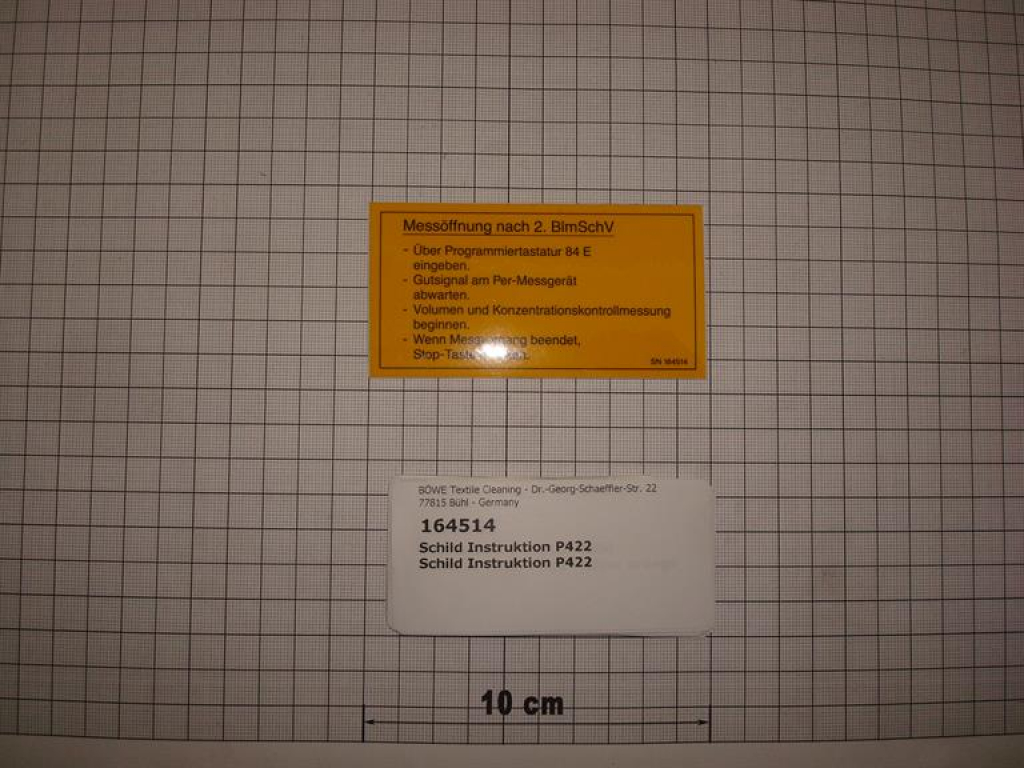 Messöffnung nach 2. BImSchV
- Über Programmiertastatur 84 E
eingeben.
- Gutsignal am Per-Messgerät
abwarten.
- Volumen und Konzentrationskontrollmessung
beginnen.
- Wenn beendet,
SN 164514
BÖWE Textile Cleaning - Dr.-Georg-Schaeffler-Str. 22
77815 Bühl - Germany
164514
Schild Instruktion P422
Schild Instruktion P422
10 cm